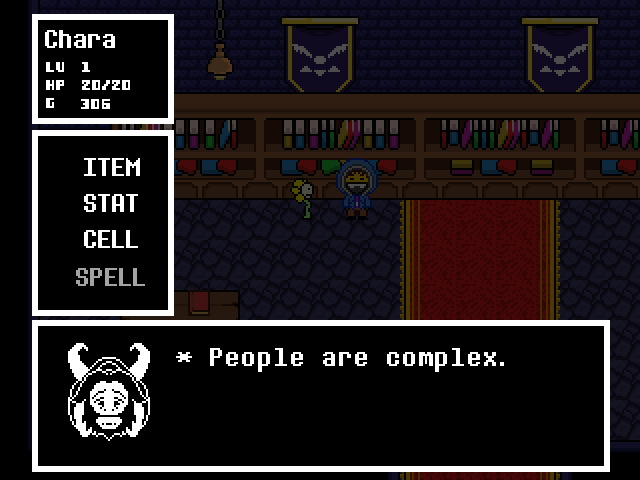 Chara
LV 1
HP 20/20
G 306
ITEM
STAT
CELL
SPELL
* People are complex.